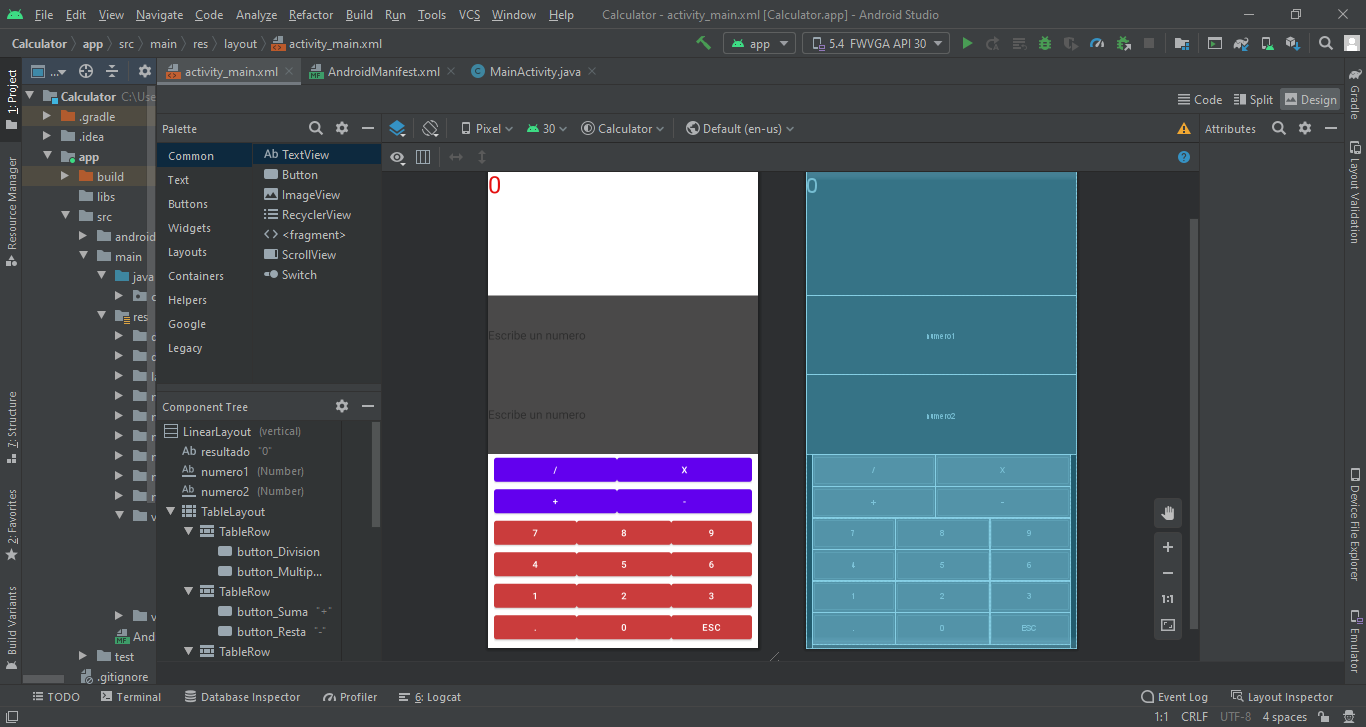 File Edit View Navigate Code Analyze Refactor Build Run Tools VCS Window Help Calculator - activity_main.xml [Calculator.app] - Android Studio
Calculator app src main res layout activity_main.xml app 5.4 FWVGA API 30
activity_main.xml AndroidManifest.xml MainActivity.java
1: Project
Resource Manager
7: Structure
2: Favorites
Build Variants
Calculator C:\Use
.gradle
.idea
app
build
libs
src
android
main
java
res
And
test
.gitignore
Code Split Design
Palette
Pixel 30 Calculator Default (en-us)
Attributes
Common
Text
Buttons
Widgets
Layouts
Containers
Helpers
Google
Legacy
Ab TextView
Button
ImageView
RecyclerView
<fragment>
ScrollView
Switch
Component Tree
LinearLayout (vertical)
Ab resultado "0"
Ab numero1 (Number)
Ab numero2 (Number)
TableLayout
TableRow
button_Division
button_Multip...
TableRow
button_Suma "+"
button_Resta "-"
TableRow
0
Escribe un numero
Escribe un numero
/ X
+ -
7 8 9
4 5 6
1 2 3
. 0 ESC
0
numero1
numero2
/ X
+ -
7 8 9
4 5 6
1 2 3
0 ESC
1:1
Gradle
Layout Validation
Device File Explorer
Emulator
TODO Terminal Database Inspector Profiler 6: Logcat Event Log Layout Inspector
1:1 CRLF UTF-8 4 spaces